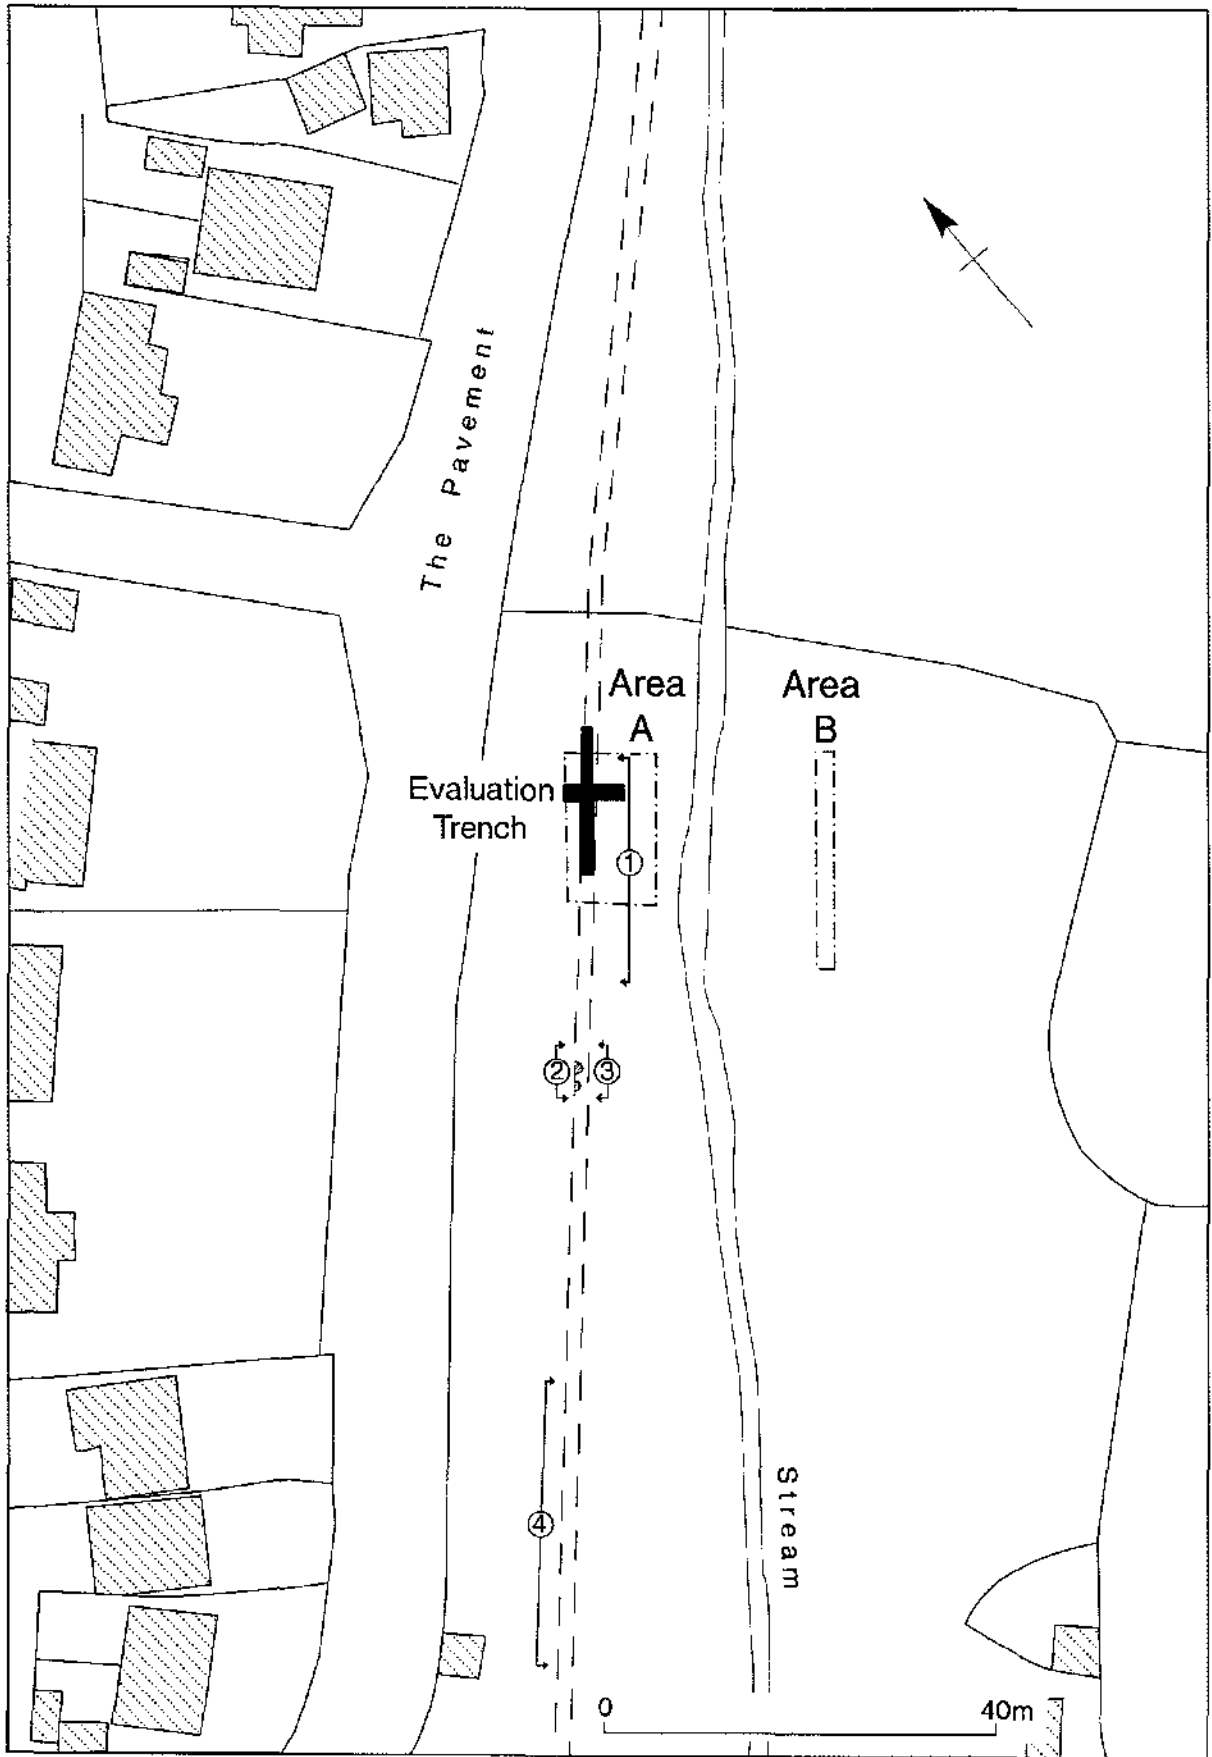 The Pavement
Area
A
Area
B
Evaluation
Trench
1
2
3
4
Stream
0
40m